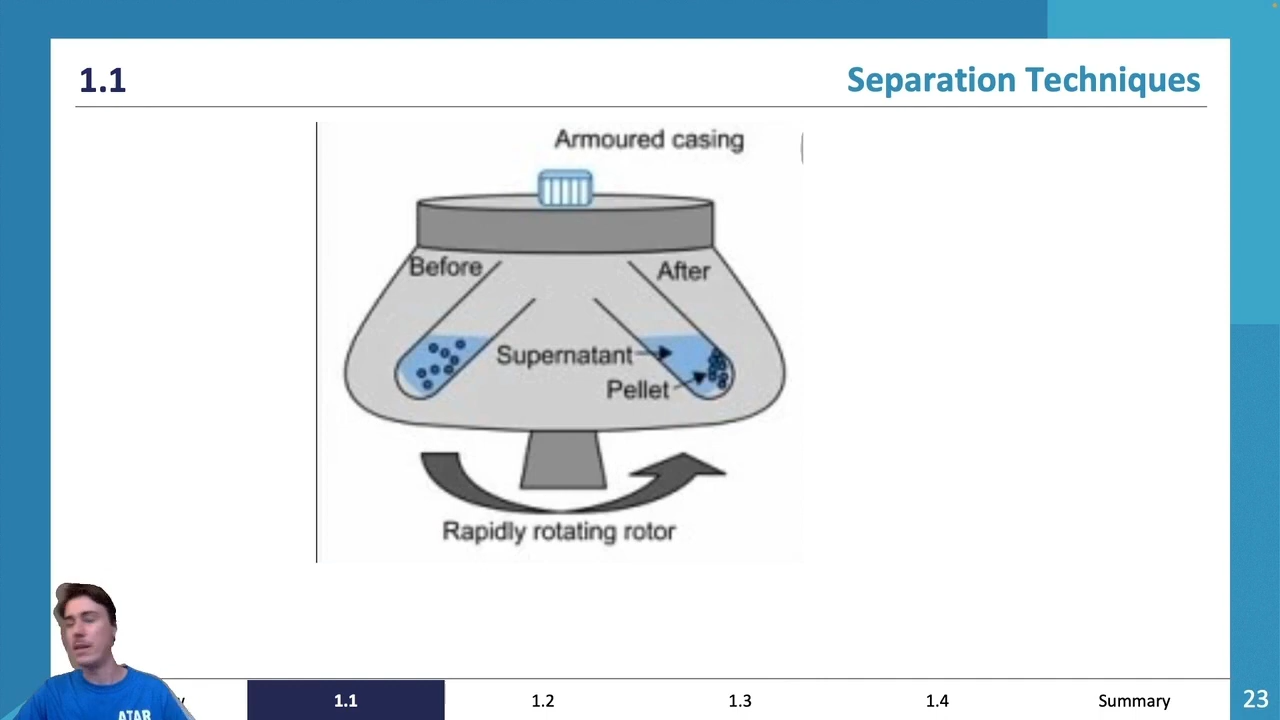 1.1
Separation Techniques
Armoured casing
Before
After
Supernatant
Pellet
Rapidly rotating rotor
ATAR
1.1
1.2
1.3
1.4
Summary
23